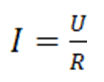 I = U/R